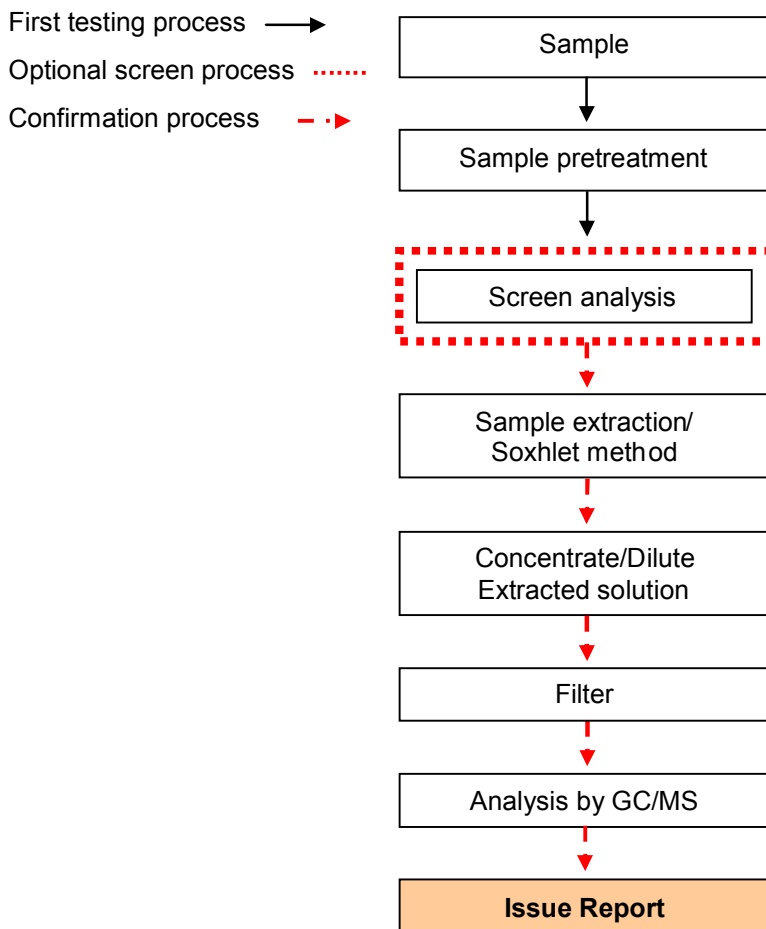 First testing process
Optional screen process
Confirmation process
Sample
Sample pretreatment
Screen analysis
Sample extraction/
Soxhlet method
Concentrate/Dilute
Extracted solution
Filter
Analysis by GC/MS
Issue Report